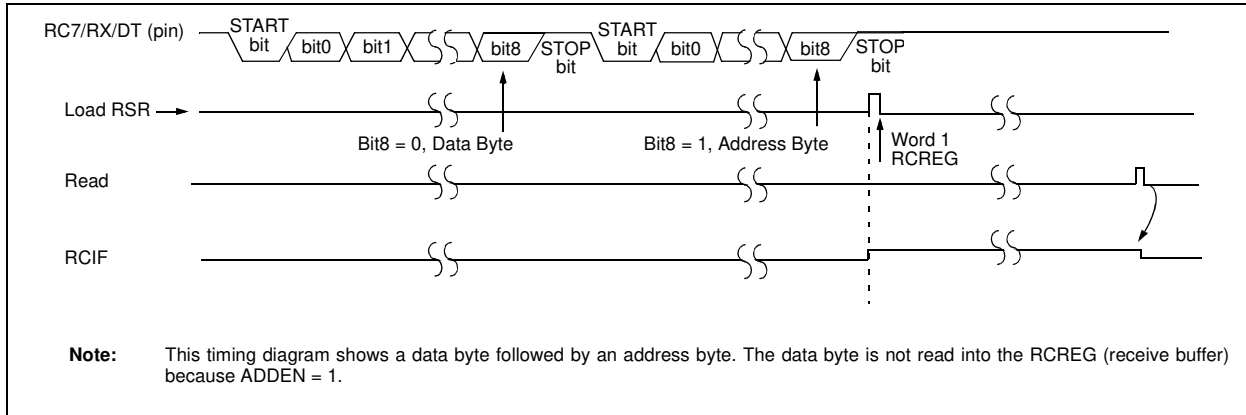 RC7/RX/DT (pin)
START
bit
bit0
bit1
bit8
STOP
bit
START
bit
bit0
bit8
STOP
bit
Load RSR
Bit8 = 0, Data Byte
Bit8 = 1, Address Byte
Word 1
RCREG
Read
RCIF
Note: This timing diagram shows a data byte followed by an address byte. The data byte is not read into the RCREG (receive buffer)
because ADDEN = 1.